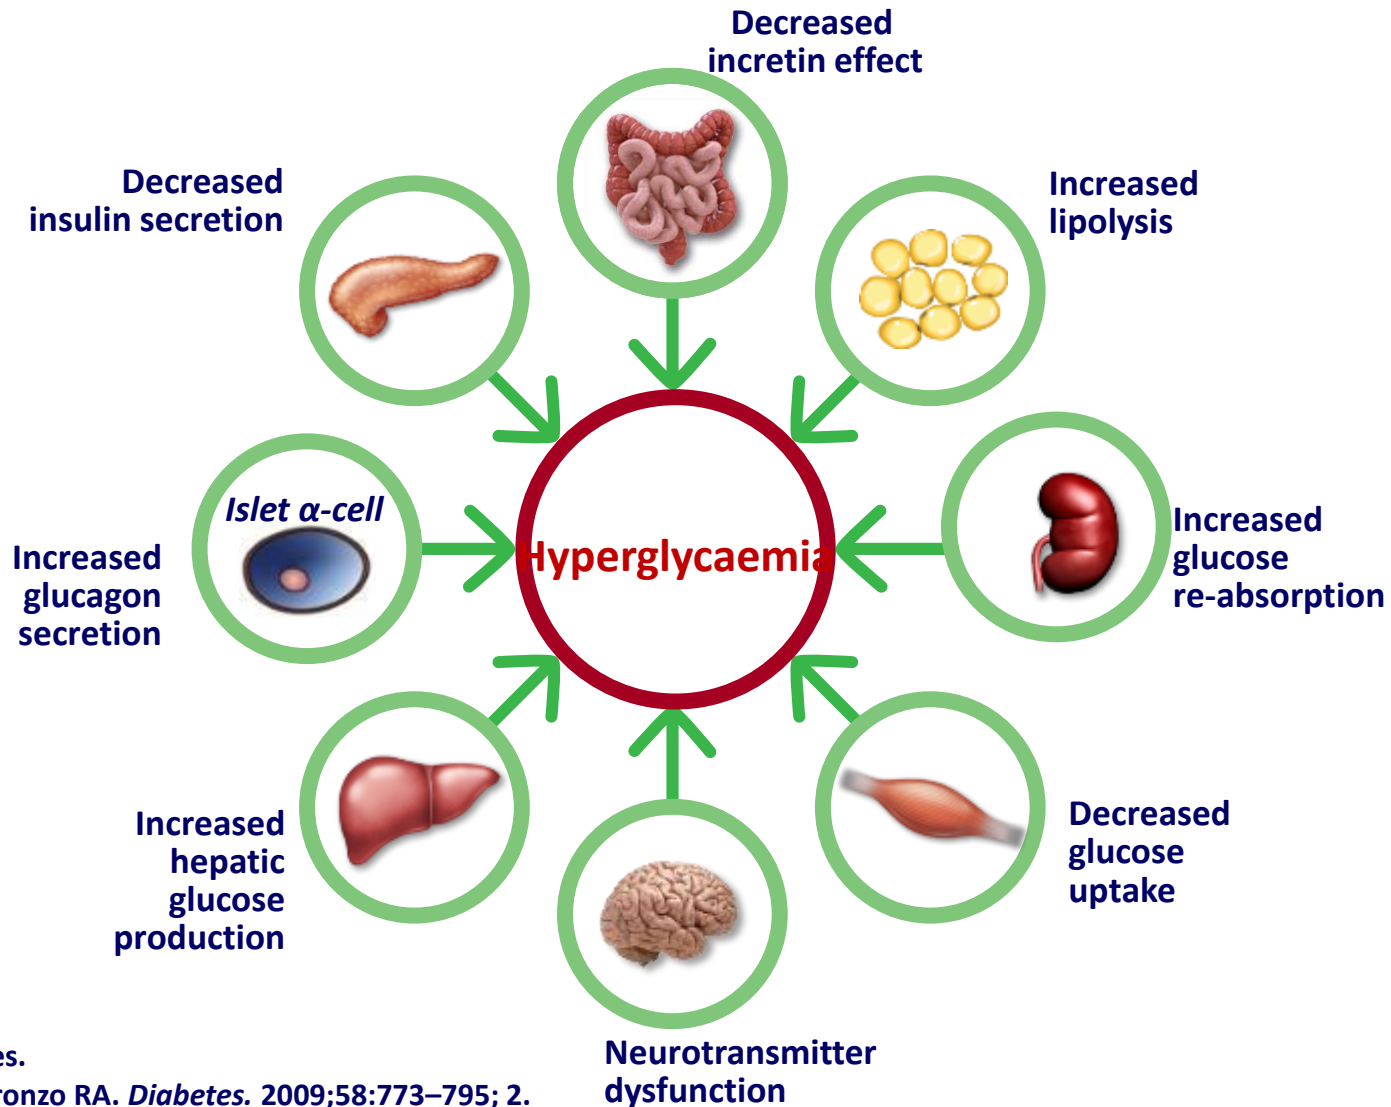 Decreased
incretin effect
Decreased
insulin secretion
Increased
lipolysis
Islet α-cell
Increased
glucagon
secretion
Hyperglycaemia
Increased
glucose
re-absorption
Increased
hepatic
glucose
production
Decreased
glucose
uptake
Neurotransmitter
dysfunction
es.
ronzo RA. Diabetes. 2009;58:773–795; 2.